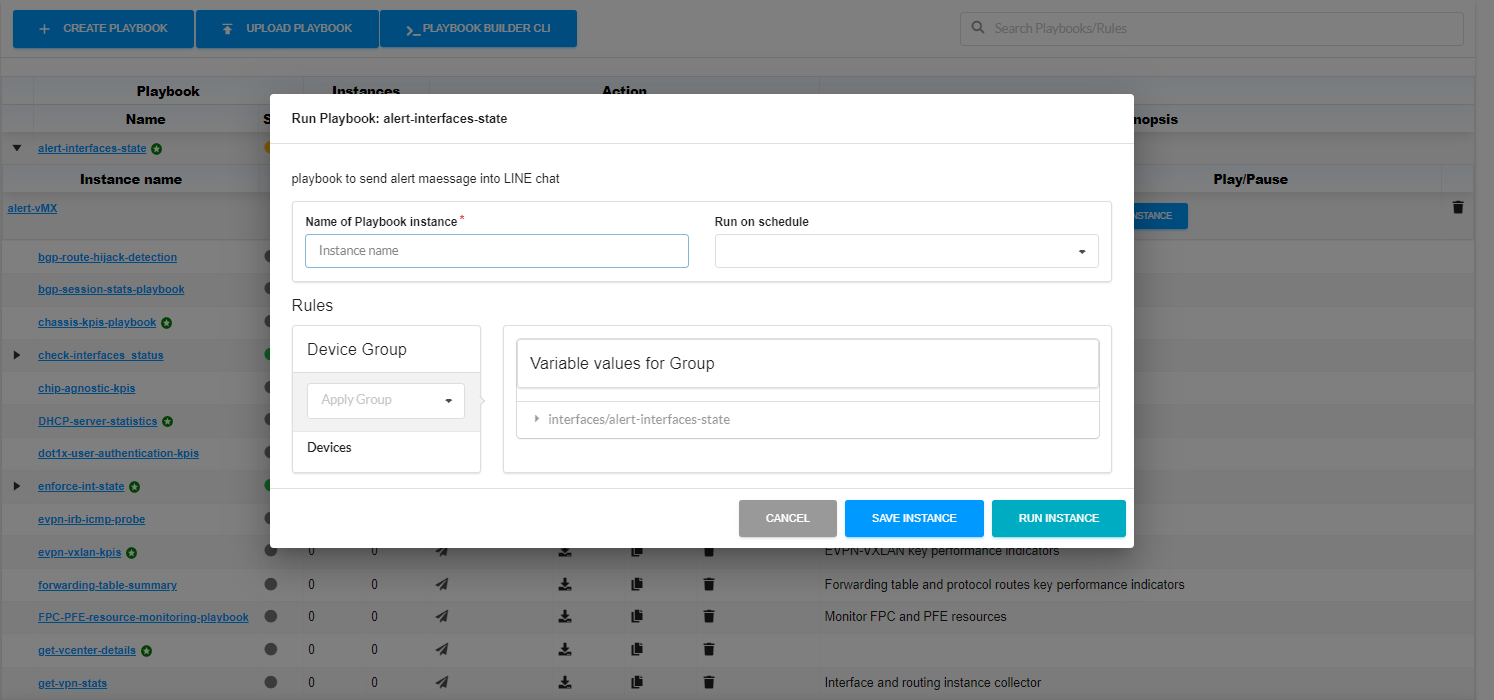 CREATE PLAYBOOK UPLOAD PLAYBOOK PLAYBOOK BUILDER CLI Search Playbooks/Rules
Playbook Instances Action
Name
alert-interfaces-state
Instance name Play/Pause
alert-vMX
bgp-route-hijack-detection
bgp-session-stats-playbook
chassis-kpis-playbook
check-interfaces_status
chip-agnostic-kpis
DHCP-server-statistics
dot1x-user-authentication-kpis
enforce-int-state
evpn-irb-icmp-probe
evpn-vxlan-kpis 0 0 EVPN-VXLAN key performance indicators
forwarding-table-summary 0 0 Forwarding table and protocol routes key performance indicators
FPC-PFE-resource-monitoring-playbook 0 0 Monitor FPC and PFE resources
get-vcenter-details 0 0
get-vpn-stats 0 0 Interface and routing instance collector
Run Playbook: alert-interfaces-state
playbook to send alert maessage into LINE chat
Name of Playbook instance* Run on schedule
Instance name
Rules
Device Group
Apply Group
Devices
Variable values for Group
interfaces/alert-interfaces-state
CANCEL SAVE INSTANCE RUN INSTANCE